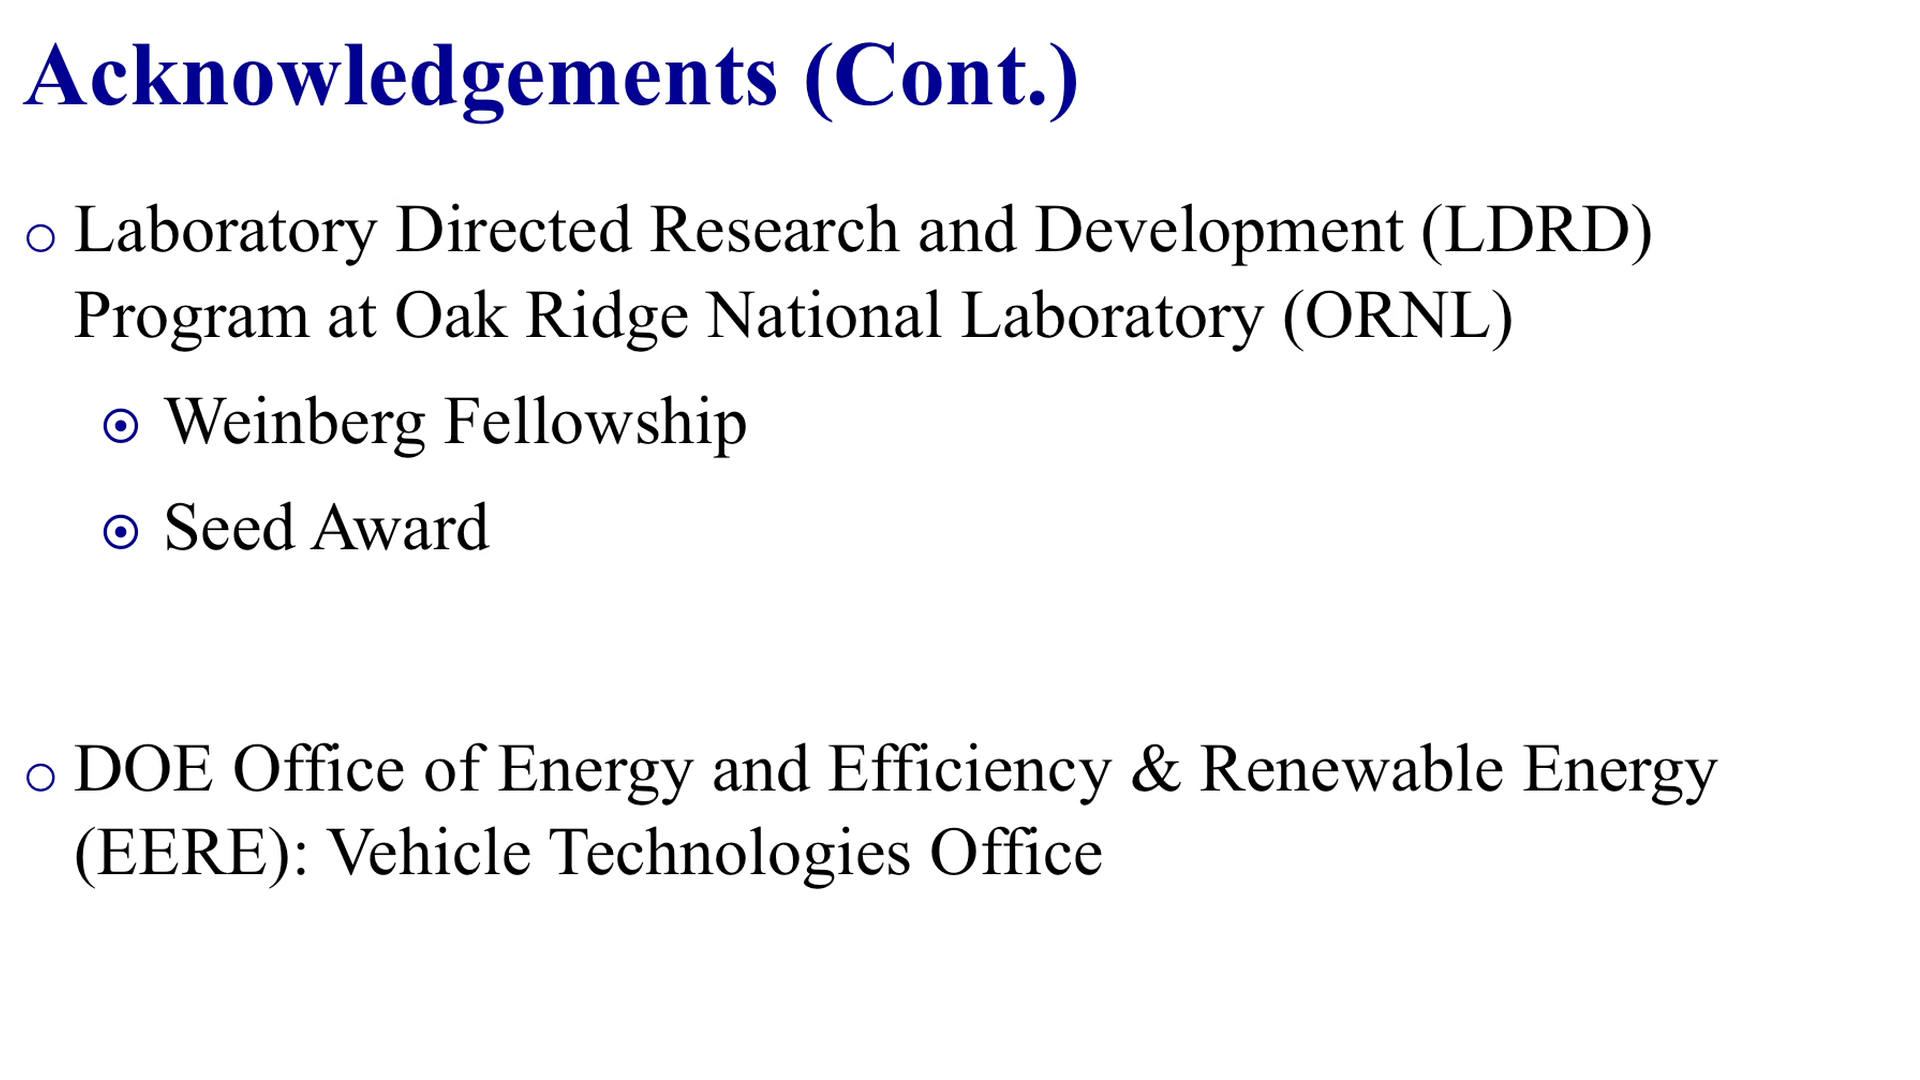 Acknowledgements (Cont.)
Laboratory Directed Research and Development (LDRD)
Program at Oak Ridge National Laboratory (ORNL)
Weinberg Fellowship
Seed Award
DOE Office of Energy and Efficiency & Renewable Energy
(EERE): Vehicle Technologies Office